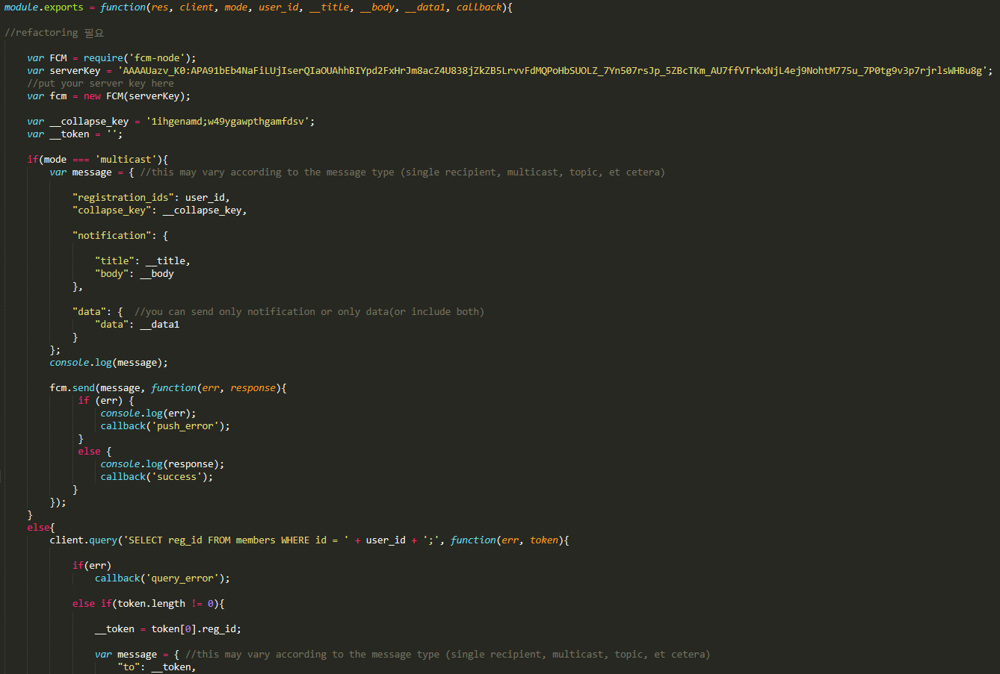 module.exports = function(res, client, mode, user_id, __title, __body, __data1, callback){
//refactoring 필요
var FCM = require('fcm-node');
var serverKey = 'AAAAUazv_K0:APA91bEb4NaFiLUjIserQIaOUAhhBIYpd2FxHrJm8acZ4U838jZkZB5LrvvFdMQPoHbSUOLZ_7Yn507rsJp_5ZBcTKm_AU7ffVTrkxNjL4ej9NohtM775u_7P0tg9v3p7rjrlsWHBu8g';
//put your server key here
var fcm = new FCM(serverKey);
var __collapse_key = '1ihgenamd;w49ygawpthgamfdsv';
var __token = '';
if(mode === 'multicast'){
var message = { //this may vary according to the message type (single recipient, multicast, topic, et cetera)
"registration_ids": user_id,
"collapse_key": __collapse_key,
"notification": {
"title": __title,
"body": __body
},
"data": {  //you can send only notification or only data(or include both)
"data": __data1
}
};
console.log(message);
fcm.send(message, function(err, response){
if (err) {
console.log(err);
callback('push_error');
}
else {
console.log(response);
callback('success');
}
});
}
else{
client.query('SELECT reg_id FROM members WHERE id = ' + user_id + ';', function(err, token){
if(err)
callback('query_error');
else if(token.length != 0){
__token = token[0].reg_id;
var message = { //this may vary according to the message type (single recipient, multicast, topic, et cetera)
"to": __token,